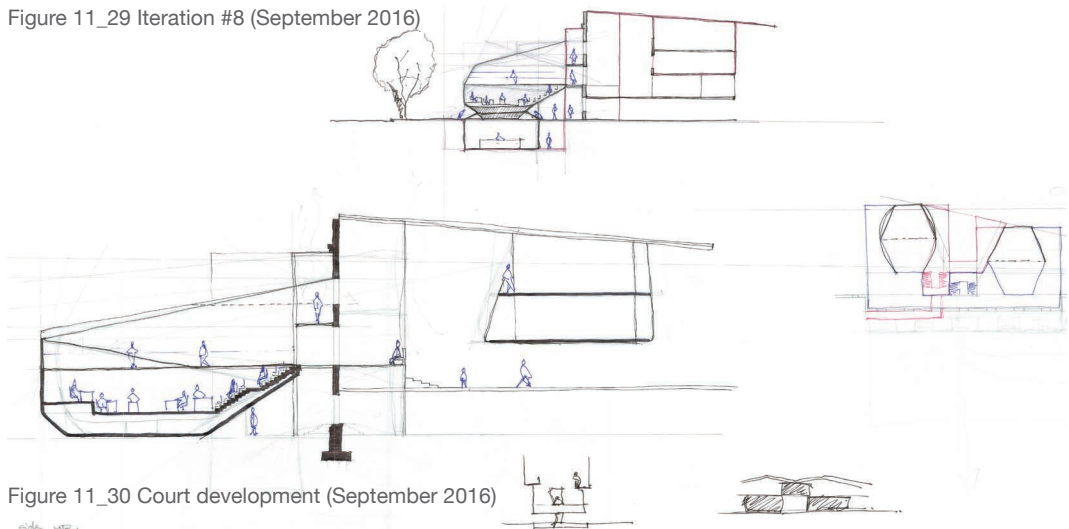 Figure 11_29 Iteration #8 (September 2016)
Figure 11_30 Court development (September 2016)